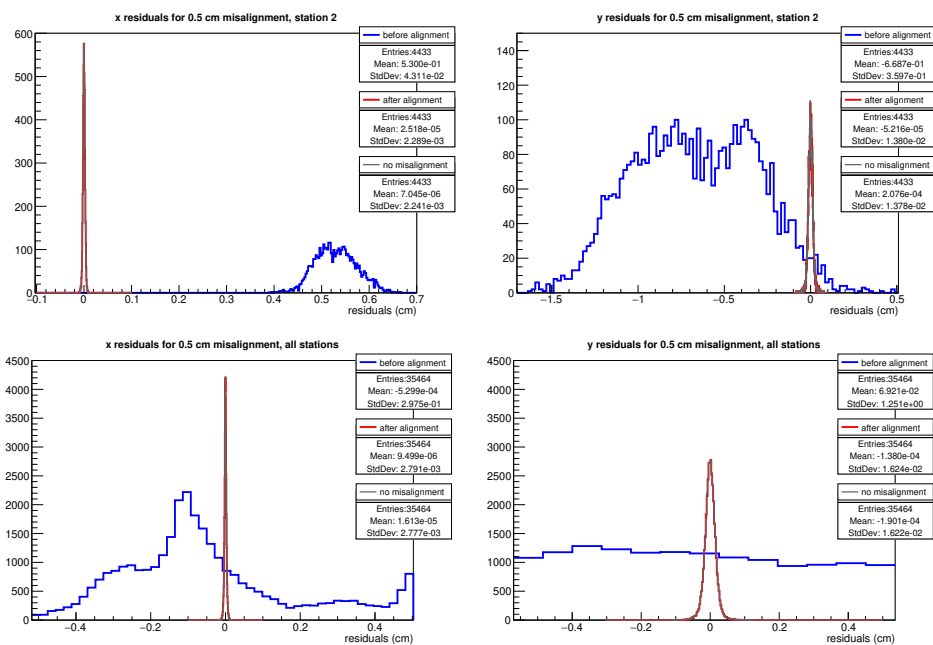 x residuals for 0.5 cm misalignment, station 2
600
500
400
300
200
100
0
−0.1 0 0.1 0.2 0.3 0.4 0.5 0.6 0.7
residuals (cm)
before alignment
Entries:4433
Mean: 5.300e-01
StdDev: 4.311e-02
after alignment
Entries:4433
Mean: 2.518e-05
StdDev: 2.289e-03
no misalignment
Entries:4433
Mean: 7.045e-06
StdDev: 2.241e-03
y residuals for 0.5 cm misalignment, station 2
140
120
100
80
60
40
20
0
−1.5 −1 −0.5 0 0.5
residuals (cm)
before alignment
Entries:4433
Mean: -6.687e-01
StdDev: 3.597e-01
after alignment
Entries:4433
Mean: -5.216e-05
StdDev: 1.380e-02
no misalignment
Entries:4433
Mean: 2.076e-04
StdDev: 1.378e-02
x residuals for 0.5 cm misalignment, all stations
4500
4000
3500
3000
2500
2000
1500
1000
500
0
−0.4 −0.2 0 0.2 0.4
residuals (cm)
before alignment
Entries:35464
Mean: -5.299e-04
StdDev: 2.975e-01
after alignment
Entries:35464
Mean: 9.499e-06
StdDev: 2.791e-03
no misalignment
Entries:35464
Mean: 1.613e-05
StdDev: 2.777e-03
y residuals for 0.5 cm misalignment, all stations
4500
4000
3500
3000
2500
2000
1500
1000
500
0
−0.4 −0.2 0 0.2 0.4
residuals (cm)
before alignment
Entries:35464
Mean: 6.921e-02
StdDev: 1.251e+00
after alignment
Entries:35464
Mean: -1.380e-04
StdDev: 1.624e-02
no misalignment
Entries:35464
Mean: -1.901e-04
StdDev: 1.622e-02